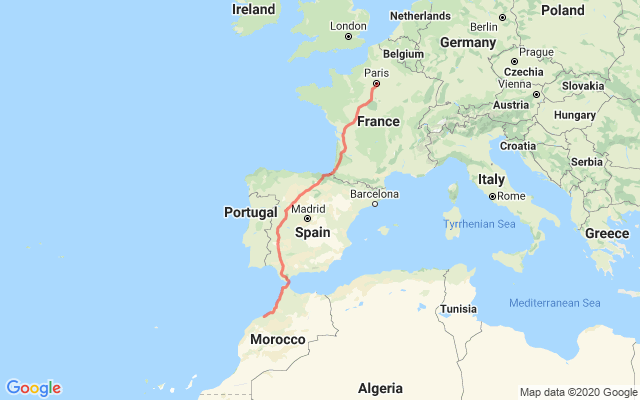 Ireland
London
Netherlands
Berlin
Poland
Belgium
Germany
Paris
Prague
Czechia
Vienna
Slovakia
Austria
Hungary
France
Croatia
Serbia
Italy
Barcelona
Rome
Portugal
Madrid
Spain
Tyrrhenian Sea
Greece
Mediterranean Sea
Tunisia
Morocco
Algeria
Google
Map data ©2020 Google